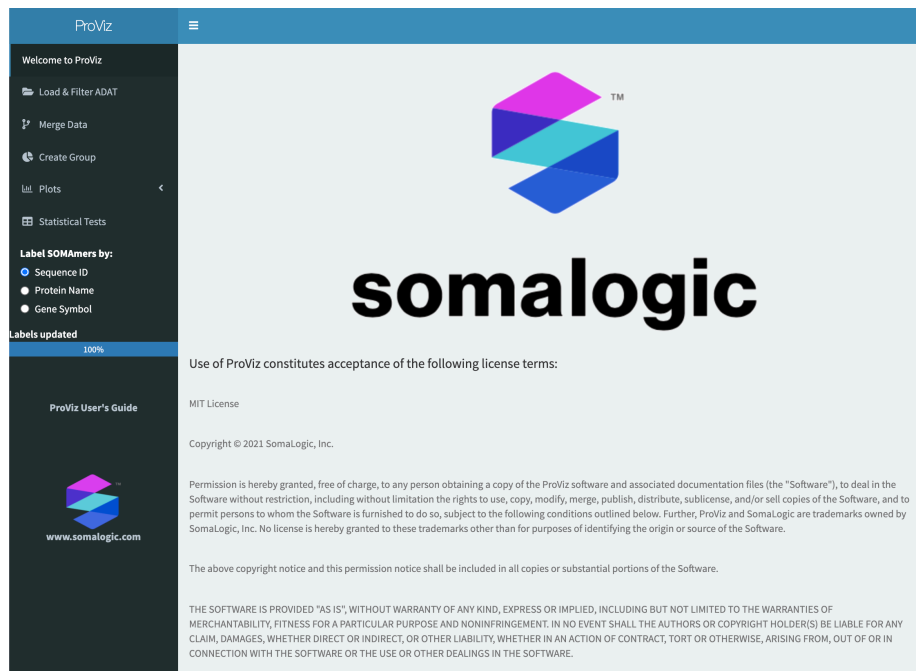 ProViz
Welcome to ProViz
Load & Filter ADAT
Merge Data
Create Group
Plots
Statistical Tests
Label SOMAmers by:
Sequence ID
Protein Name
Gene Symbol
Labels updated
100%
ProViz User's Guide
™
www.somalogic.com
™
somalogic
Use of ProViz constitutes acceptance of the following license terms:
MIT License
Copyright © 2021 SomaLogic, Inc.
Permission is hereby granted, free of charge, to any person obtaining a copy of the ProViz software and associated documentation files (the "Software"), to deal in the
Software without restriction, including without limitation the rights to use, copy, modify, merge, publish, distribute, sublicense, and/or sell copies of the Software, and to
permit persons to whom the Software is furnished to do so, subject to the following conditions outlined below. Further, ProViz and SomaLogic are trademarks owned by
SomaLogic, Inc. No license is hereby granted to these trademarks other than for purposes of identifying the origin or source of the Software.
The above copyright notice and this permission notice shall be included in all copies or substantial portions of the Software.
THE SOFTWARE IS PROVIDED "AS IS", WITHOUT WARRANTY OF ANY KIND, EXPRESS OR IMPLIED, INCLUDING BUT NOT LIMITED TO THE WARRANTIES OF
MERCHANTABILITY, FITNESS FOR A PARTICULAR PURPOSE AND NONINFRINGEMENT. IN NO EVENT SHALL THE AUTHORS OR COPYRIGHT HOLDER(S) BE LIABLE FOR ANY
CLAIM, DAMAGES, WHETHER DIRECT OR INDIRECT, OR OTHER LIABILITY, WHETHER IN AN ACTION OF CONTRACT, TORT OR OTHERWISE, ARISING FROM, OUT OF OR IN
CONNECTION WITH THE SOFTWARE OR THE USE OR OTHER DEALINGS IN THE SOFTWARE.